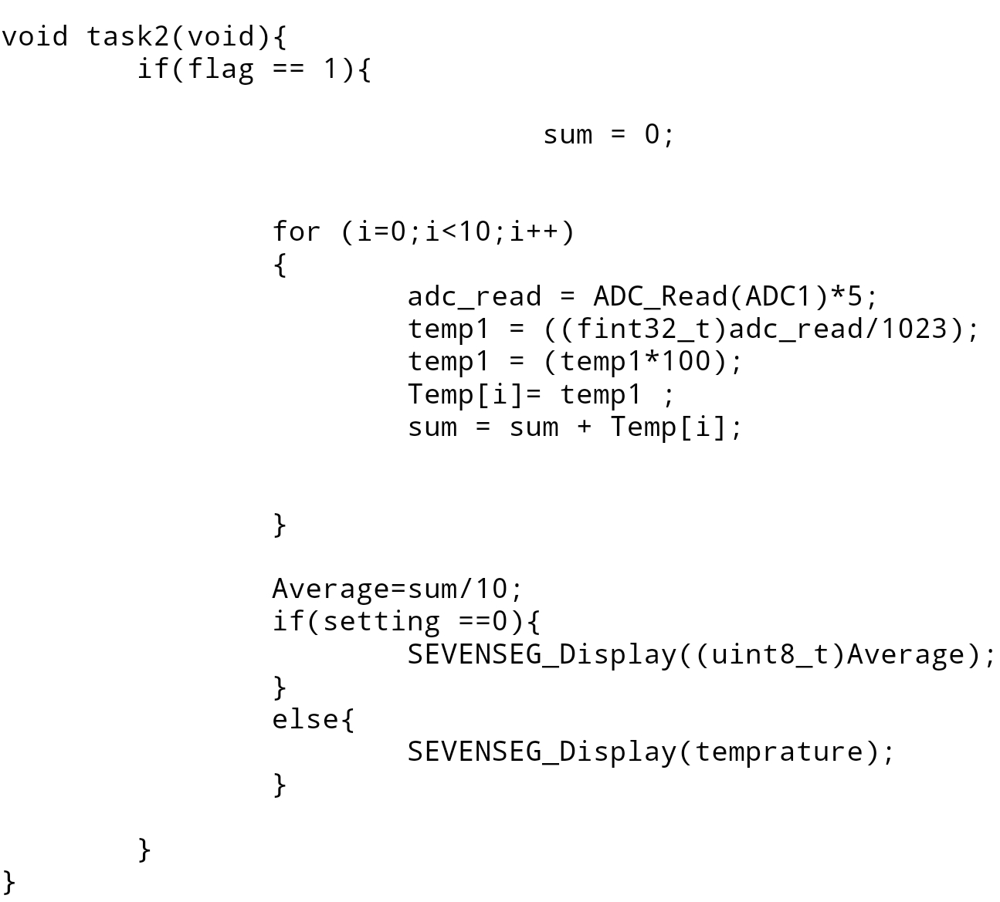 void task2(void){
        if(flag == 1){

                                sum = 0;


                for (i=0;i<10;i++)
                {
                        adc_read = ADC_Read(ADC1)*5;
                        temp1 = ((fint32_t)adc_read/1023);
                        temp1 = (temp1*100);
                        Temp[i]= temp1 ;
                        sum = sum + Temp[i];


                }

                Average=sum/10;
                if(setting ==0){
                        SEVENSEG_Display((uint8_t)Average);
                }
                else{
                        SEVENSEG_Display(temprature);
                }

        }
}